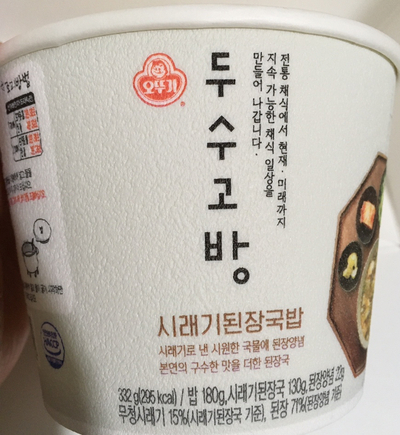 오뚜기
두수고방
전통 채식에서 현재·미래까지
지속 가능한 채식 일상을
만들어 나갑니다.
시래기된장국밥
시래기로 낸 시원한 국물에 된장양념
본연의 구수한 맛을 더한 된장국
332 g(295 kcal) / 밥 180g, 시래기된장국 130g, 된장양념 22g
무청시래기 15%(시래기된장국 기준), 된장 71%(된장양념 기준)
HACCP